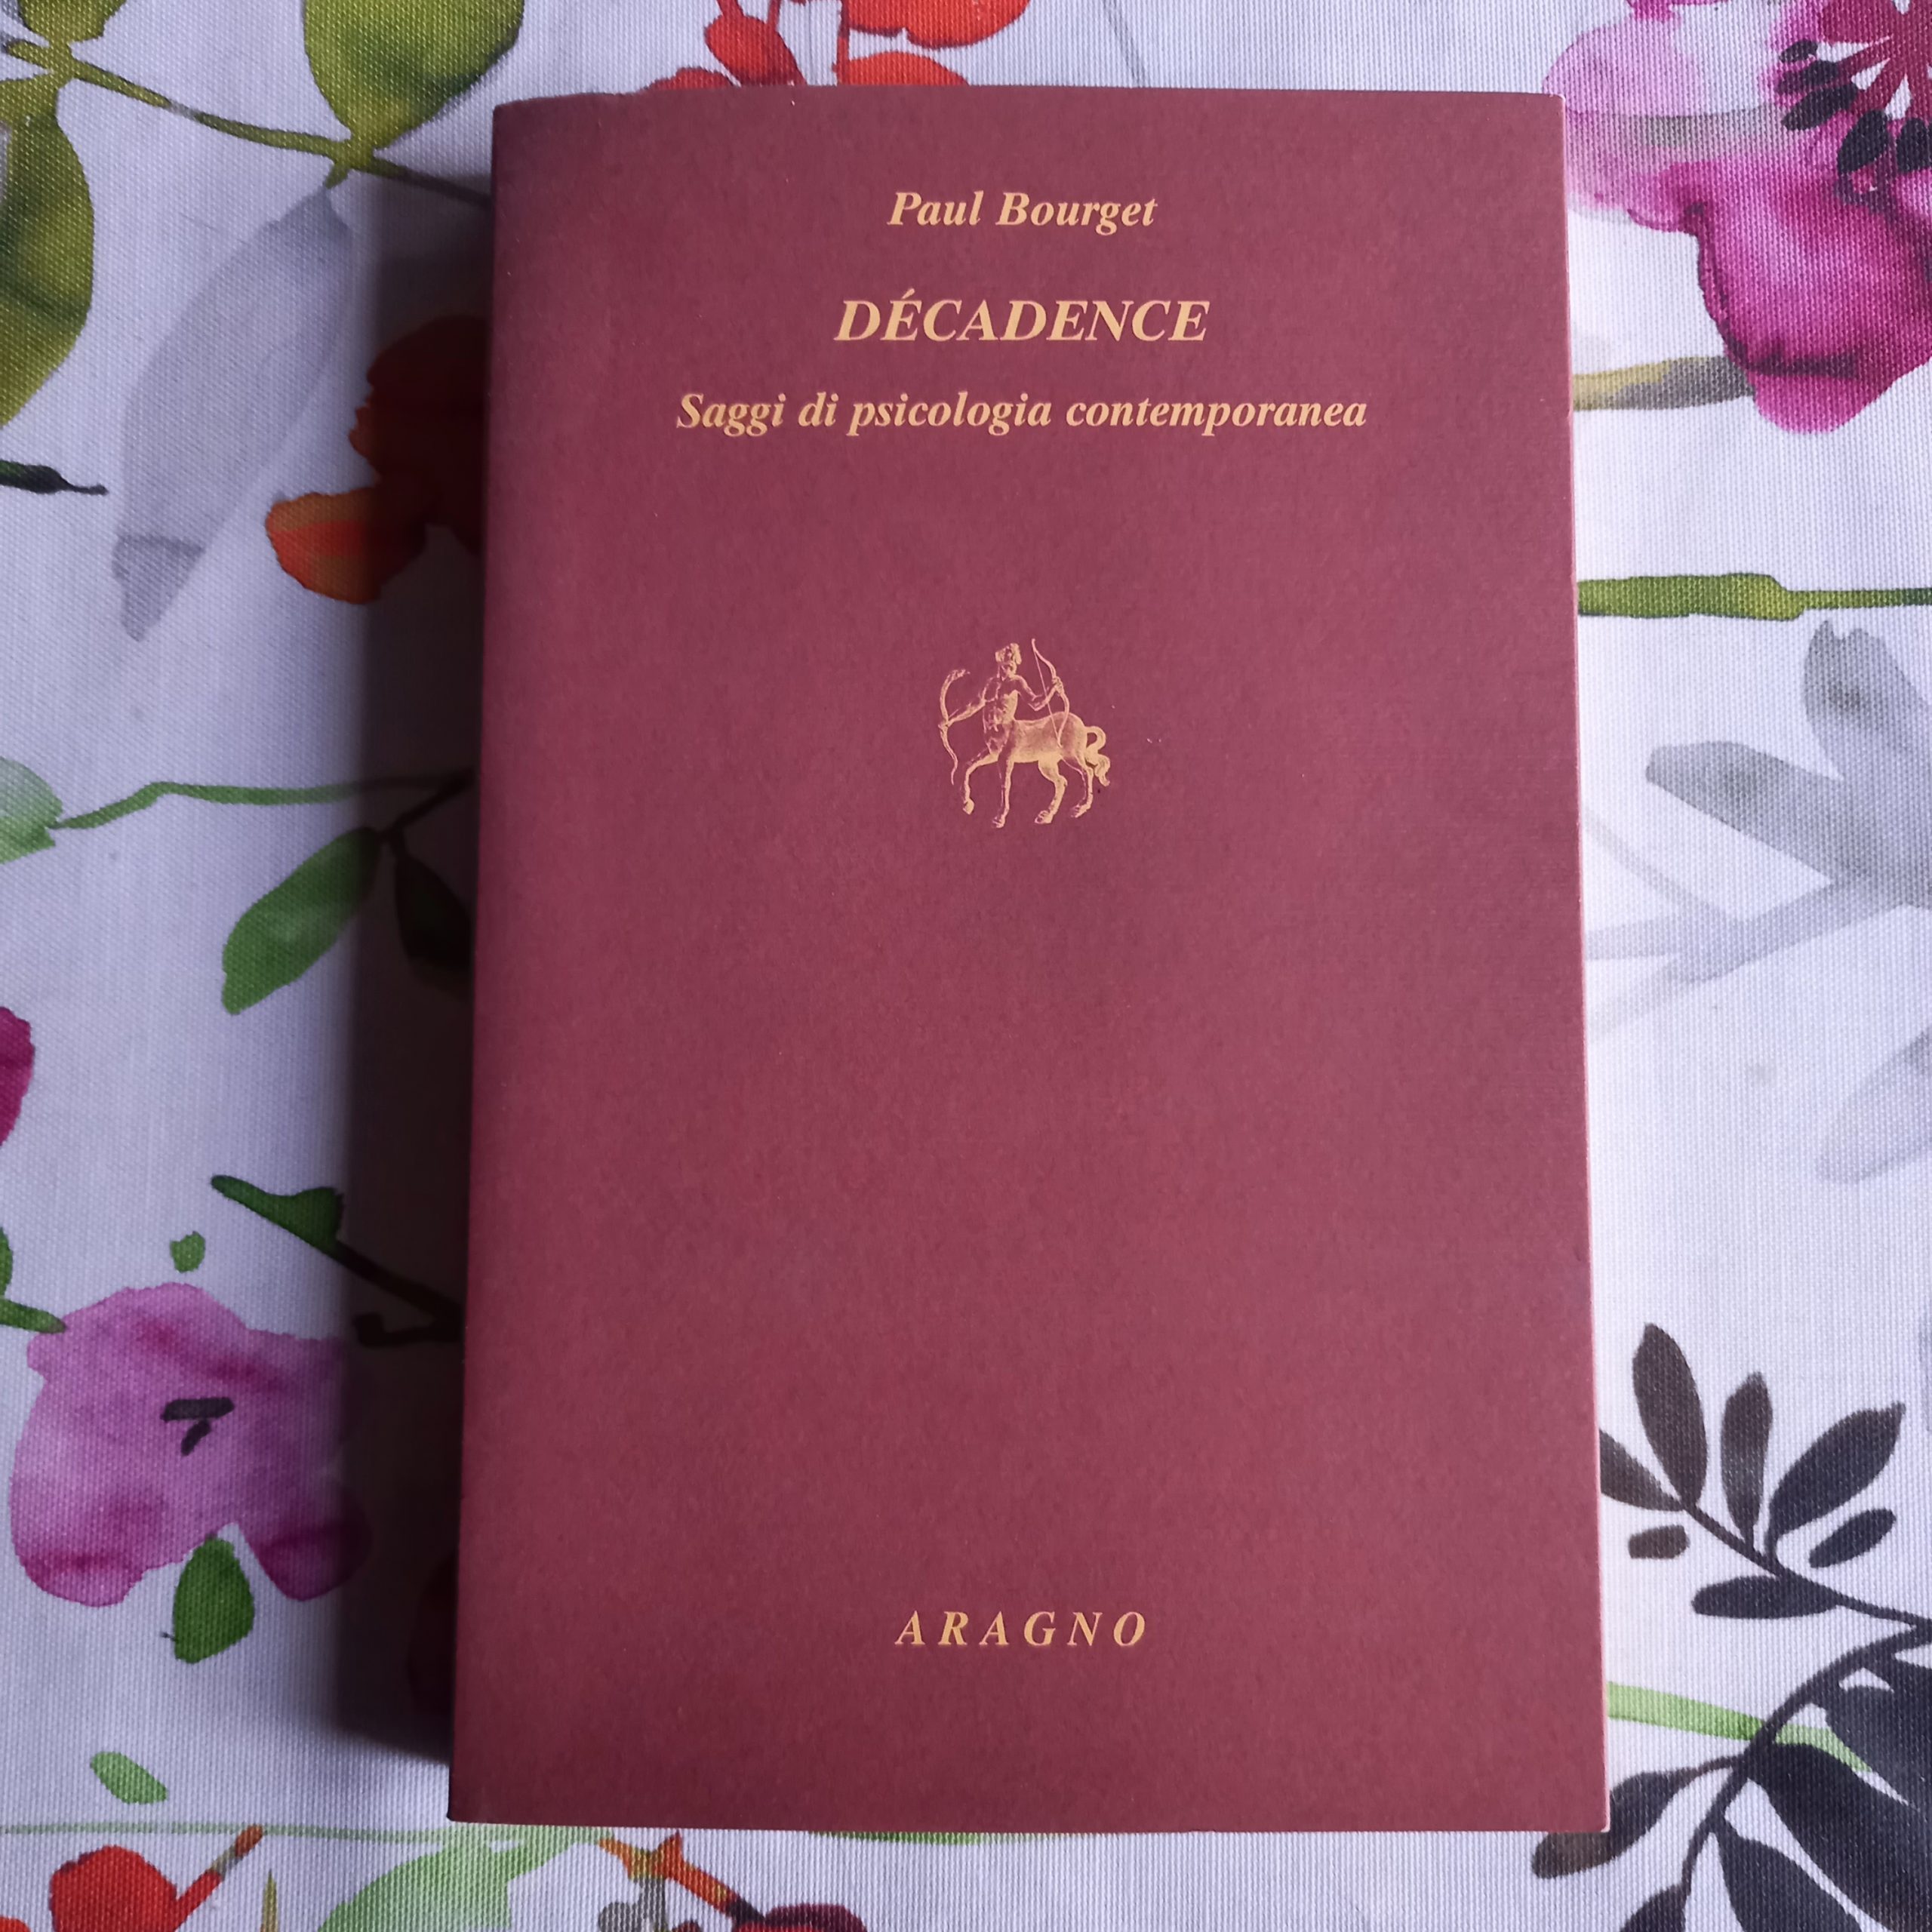 Paul Bourget
DÉCADENCE
Saggi di psicologia contemporanea
ARAGNO